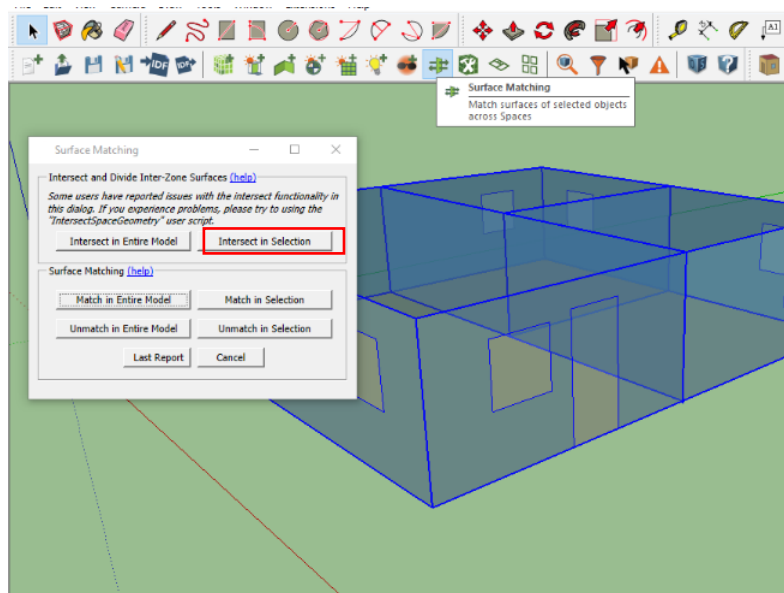 Surface Matching
Match surfaces of selected objects
across Spaces
Surface Matching
Intersect and Divide Inter-Zone Surfaces (help)
Some users have reported issues with the intersect functionality in
this dialog. If you experience problems, please try to using the
"IntersectSpaceGeometry" user script.
Intersect in Entire Model
Intersect in Selection
Surface Matching (help)
Match in Entire Model
Match in Selection
Unmatch in Entire Model
Unmatch in Selection
Last Report
Cancel
IDF
A1